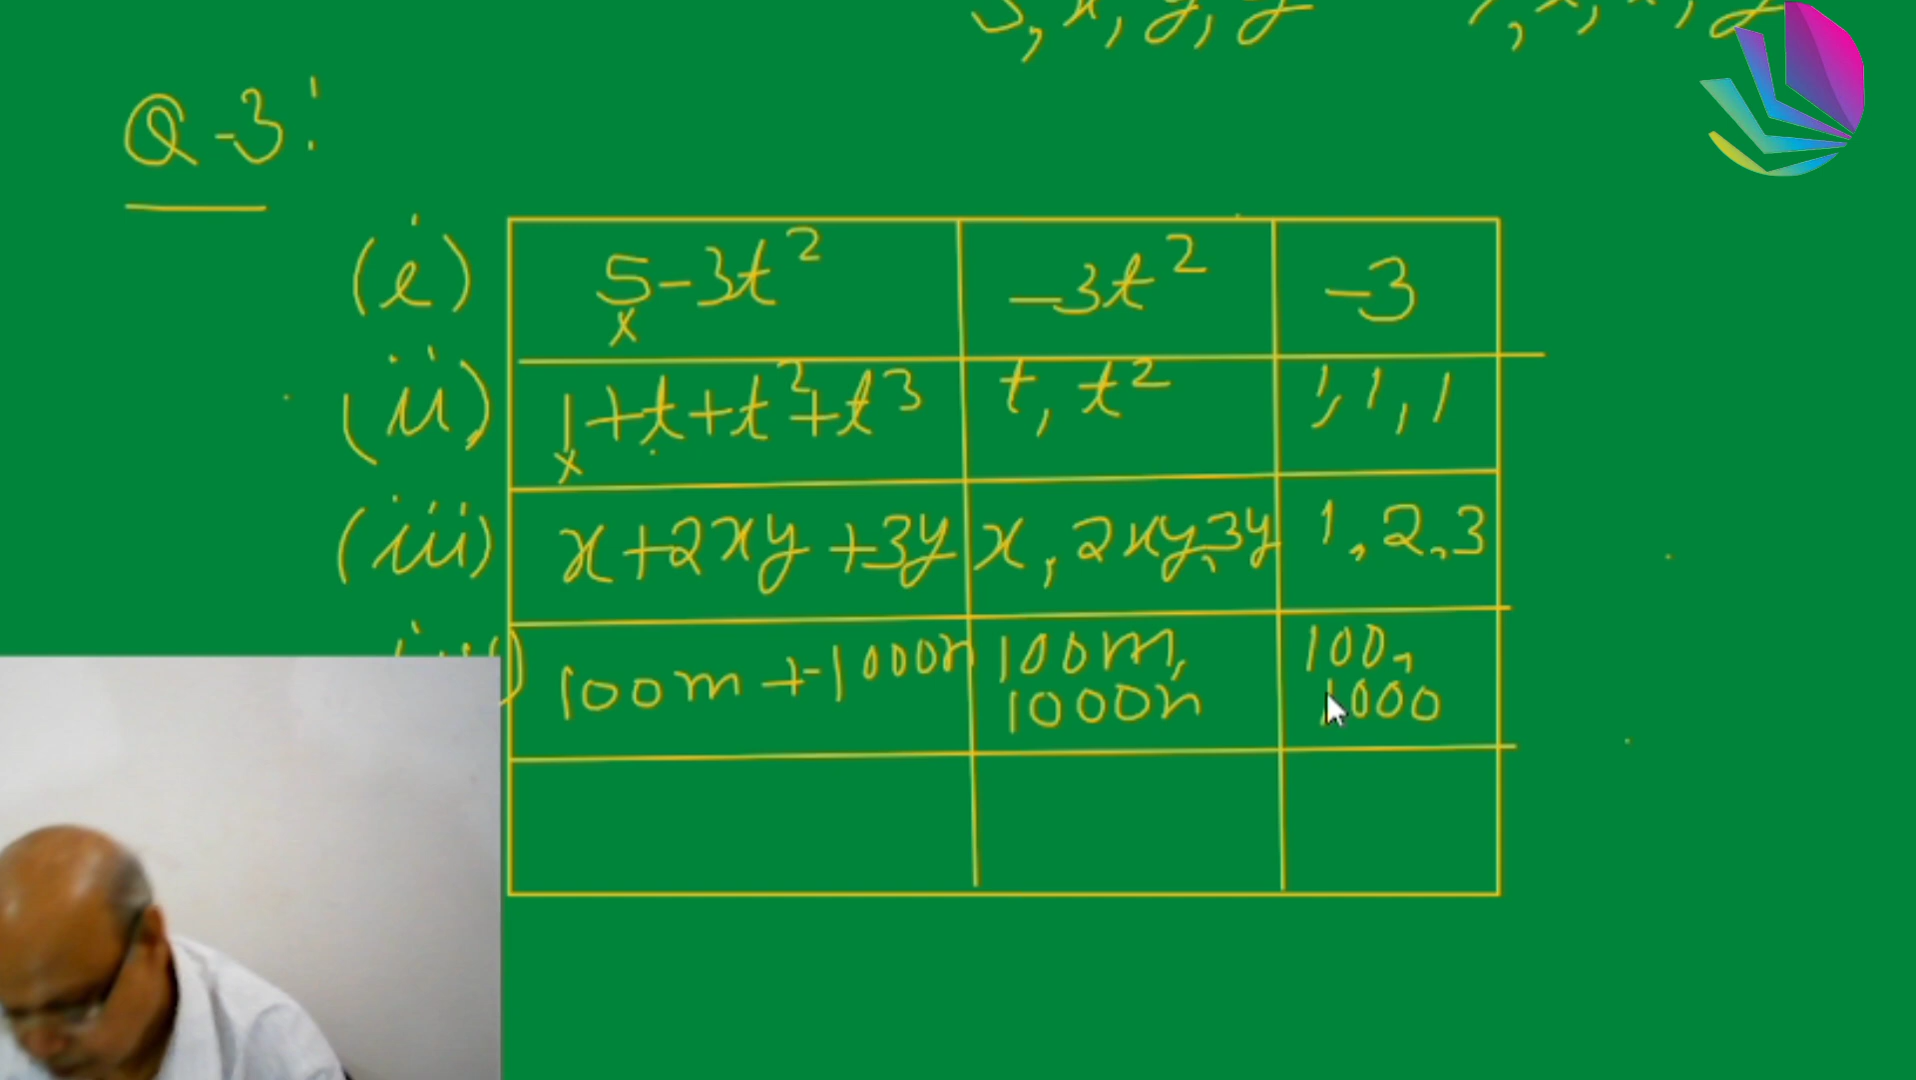 5, x, y, y
Q-3:
(i) 5-3t² -3t² -3
x
(ii) 1+t+t²+t³ t, t² 1, 1, 1
x
(iii) x+2xy+3y x, 2xy, 3y 1, 2, 3
100m+1000n 100m, 100,
1000n 1000